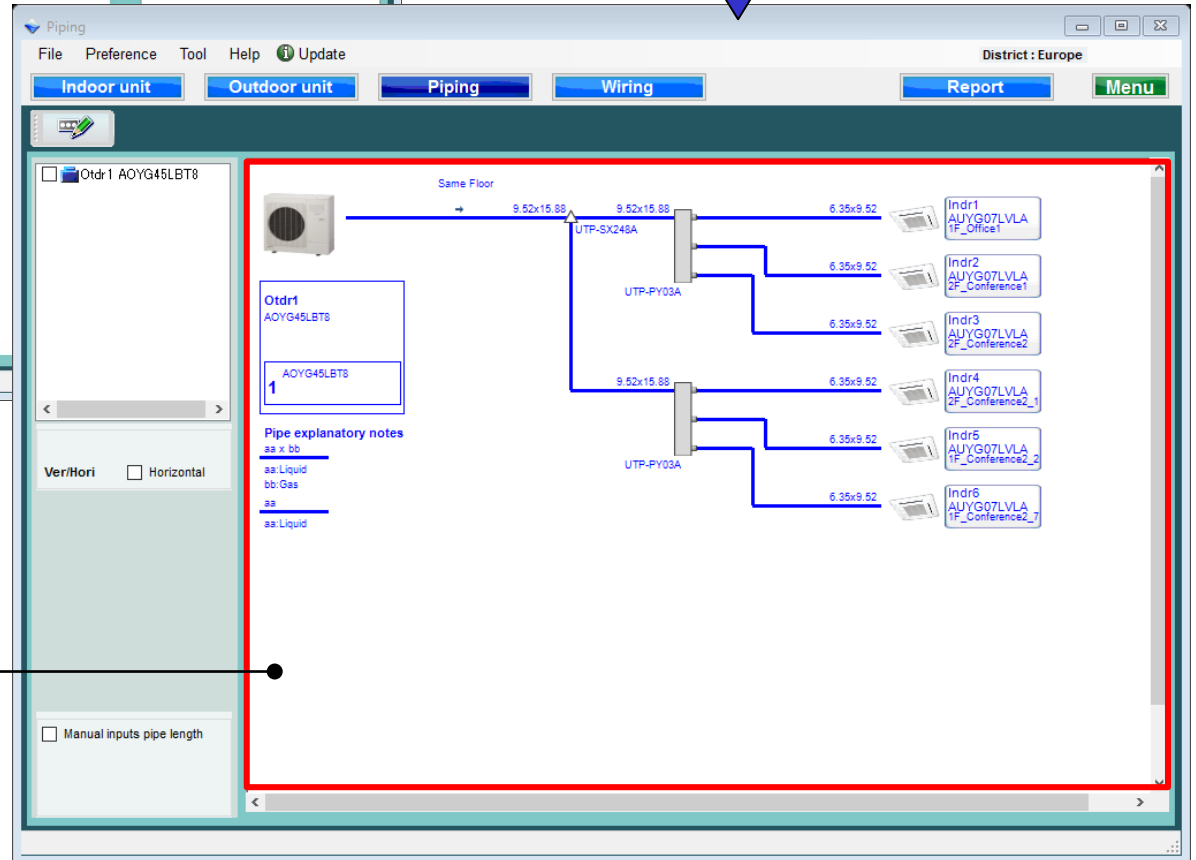 Piping
File Preference Tool Help Update District : Europe
Indoor unit Outdoor unit Piping Wiring Report Menu
Otdr1 AOYG45LBT8
Ver/Hori Horizontal
Manual inputs pipe length
Same Floor
9.52x15.88 9.52x15.88 6.35x9.52
UTP-SX248A
Indr1
AUYG07LVLA
1F_Office1
6.35x9.52
Indr2
AUYG07LVLA
2F_Conference1
UTP-PY03A
6.35x9.52
Indr3
AUYG07LVLA
2F_Conference2
9.52x15.88 6.35x9.52
Indr4
AUYG07LVLA
2F_Conference2_1
6.35x9.52
Indr5
AUYG07LVLA
1F_Conference2_2
UTP-PY03A
6.35x9.52
Indr6
AUYG07LVLA
1F_Conference2_7
Otdr1
AOYG45LBT8
1 AOYG45LBT8
Pipe explanatory notes
aa x bb
aa:Liquid
bb:Gas
aa
aa:Liquid